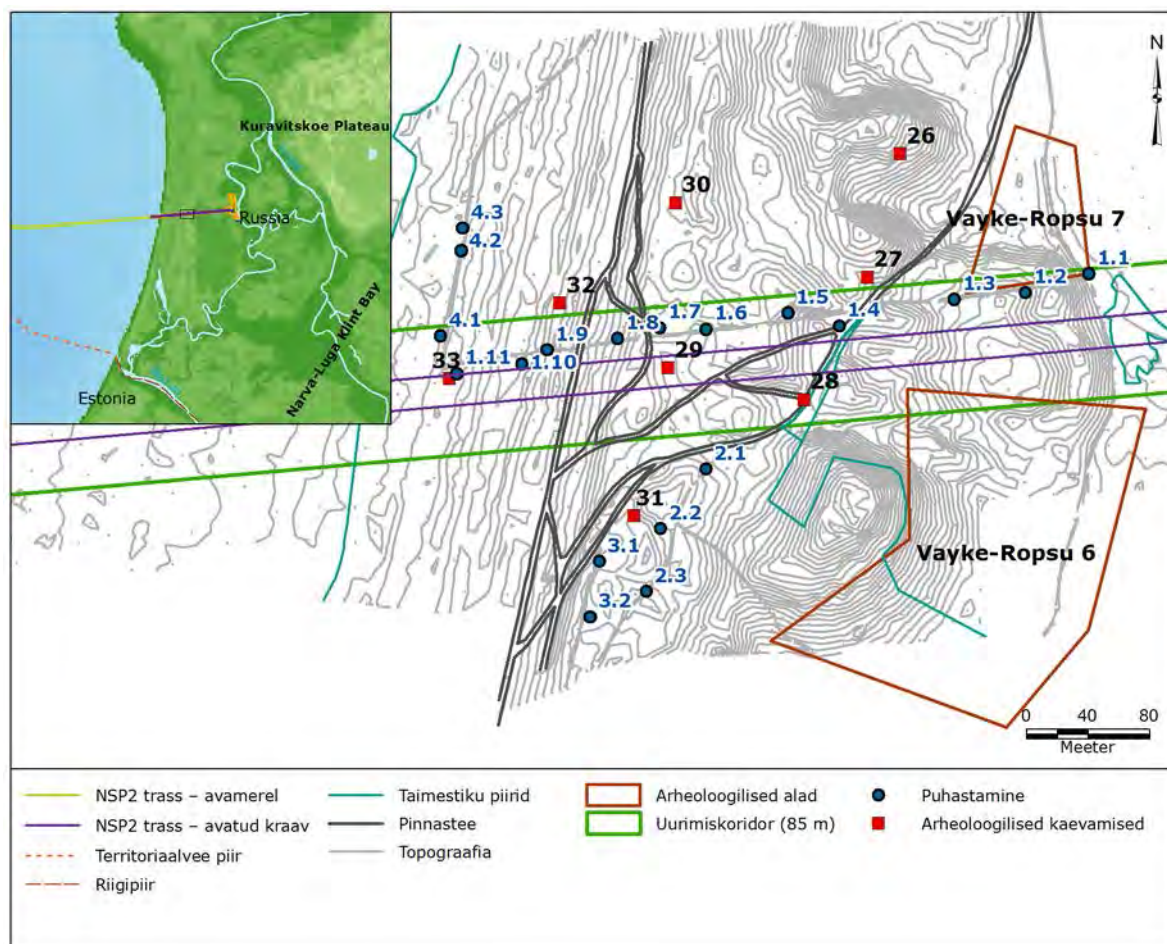 Kuravitskoe Plateau
Russia
Narva-Luga Klint Bay
Estonia
N
26
30
Vayke-Ropsu 7
4.3
4.2
27
1.1
1.2
1.3
32
1.5
1.4
4.1
1.7
1.6
1.8
1.9
1.10
1.11
33
29
28
2.1
31
2.2
Vayke-Ropsu 6
3.1
2.3
3.2
0 40 80
Meeter
NSP2 trass – avamerel
NSP2 trass – avatud kraav
Territoriaalvee piir
Riigipiir
Taimestiku piirid
Pinnastee
Topograafia
Arheoloogilised alad
Uurimiskoridor (85 m)
Puhastamine
Arheoloogilised kaevamised